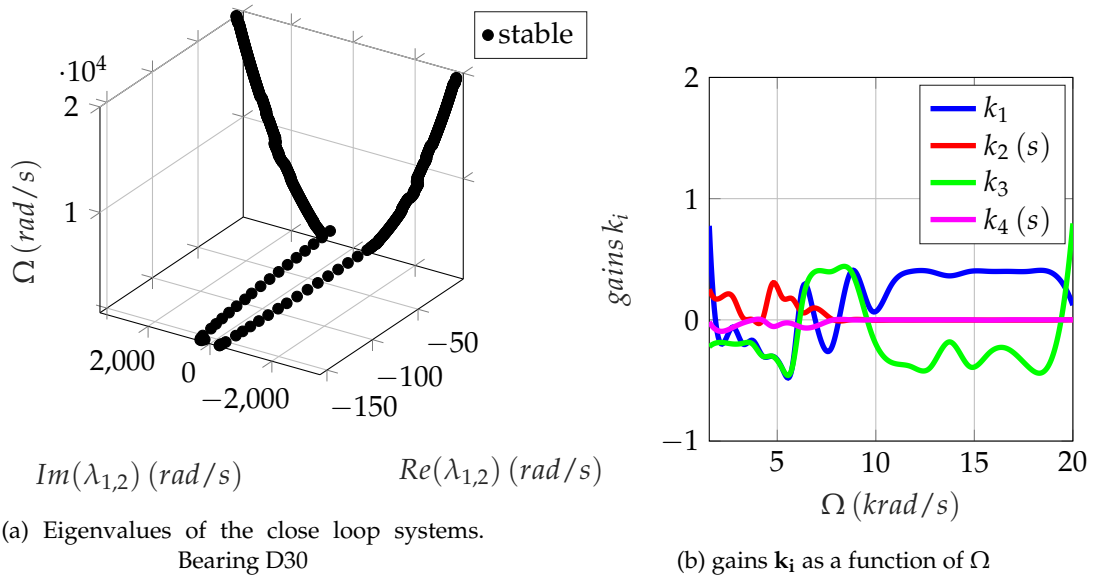 stable
·10⁴
2
1
Ω (rad/s)
2,000
0
−2,000
−150
−100
−50
Im(λ1,2) (rad/s)
Re(λ1,2) (rad/s)
(a) Eigenvalues of the close loop systems.
Bearing D30
2
1
0
−1
gains ki
k1
k2 (s)
k3
k4 (s)
5
10
15
20
Ω (krad/s)
(b) gains ki as a function of Ω